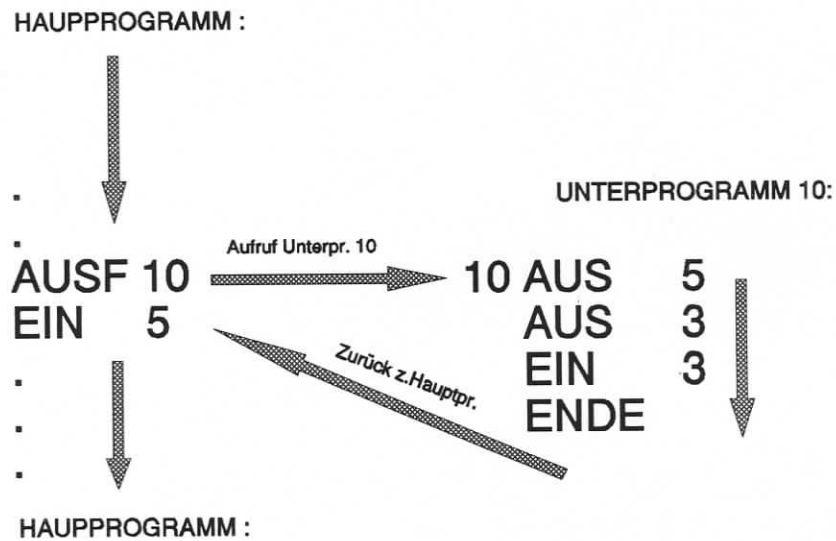 HAUPPROGRAMM :
.
UNTERPROGRAMM 10:
.
Aufruf Unterpr. 10
AUSF 10
10 AUS 5
EIN 5
AUS 3
Zurück z.Hauptpr.
EIN 3
.
ENDE
.
.
HAUPPROGRAMM :